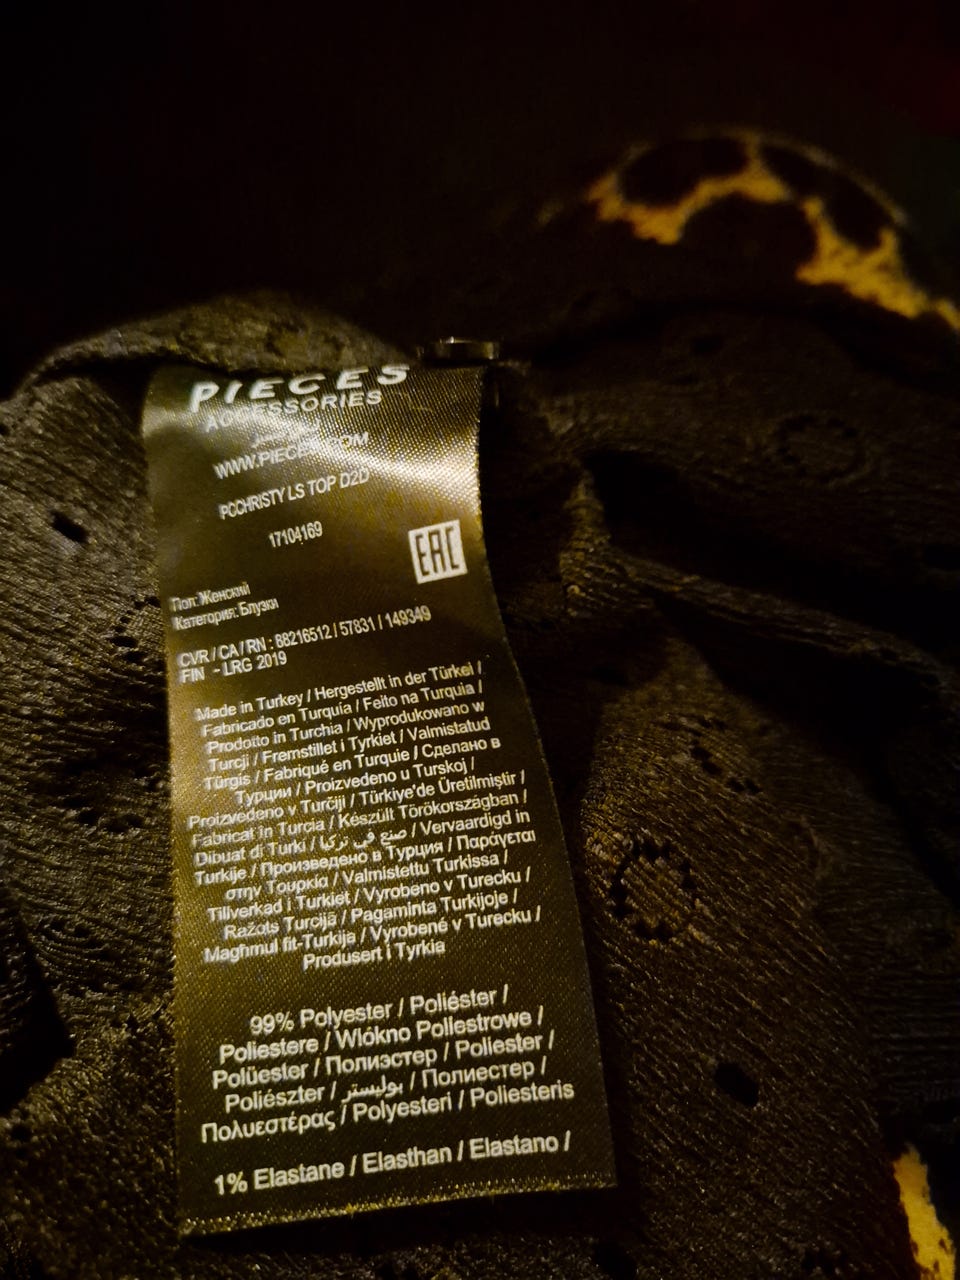 PIECES
ACCESSORIES
WWW.PIECES.COM
PCCHRISTY LS TOP D2D
17104169
EAC
Пол: Женский
Категория: Блузки
CVR / CA / RN : 88216512 / 57831 / 149349
FIN - LRG 2019
Made in Turkey / Hergestellt in der Türkei /
Fabricado en Turquía / Feito na Turquia /
Prodotto in Turchia / Wyprodukowano w
Turcji / Fremstillet i Tyrkiet / Valmistatud
Türgis / Fabriqué en Turquie / Сделано в
Турции / Proizvedeno u Turskoj /
Proizvedeno v Turčiji / Türkiye'de Üretilmiştir /
Fabricat în Turcia / Készült Törökországban /
Dibuat di Turki / صنع في تركيا / Vervaardigd in
Turkije / Произведено в Турция / Παράγεται
στην Τουρκία / Valmistettu Turkissa /
Tillverkad i Turkiet / Vyrobeno v Turecku /
Ražots Turcijā / Pagaminta Turkijoje /
Magħmul fit-Turkija / Vyrobené v Turecku /
Produsert i Tyrkia
99% Polyester / Poliéster /
Poliestere / Wlókno Poliestrowe /
Polüester / Полиэстер / Poliester /
Poliészter / بوليستر / Полиестер /
Πολυεστέρας / Polyesteri / Poliesteris
1% Elastane / Elasthan / Elastano /